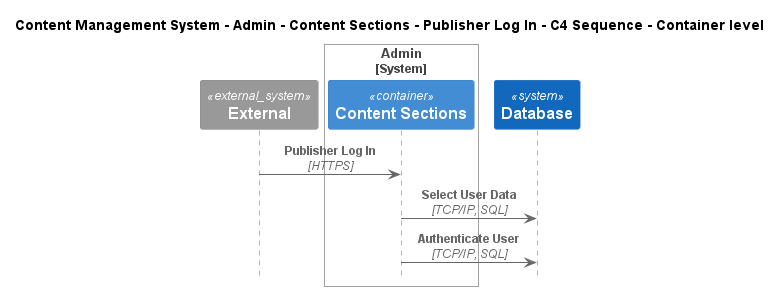 Content Management System - Admin - Content Sections - Publisher Log In - C4 Sequence - Container level
Admin
[System]
«external_system»
External
«container»
Content Sections
«system»
Database
Publisher Log In
[HTTPS]
Select User Data
[TCP/IP, SQL]
Authenticate User
[TCP/IP, SQL]